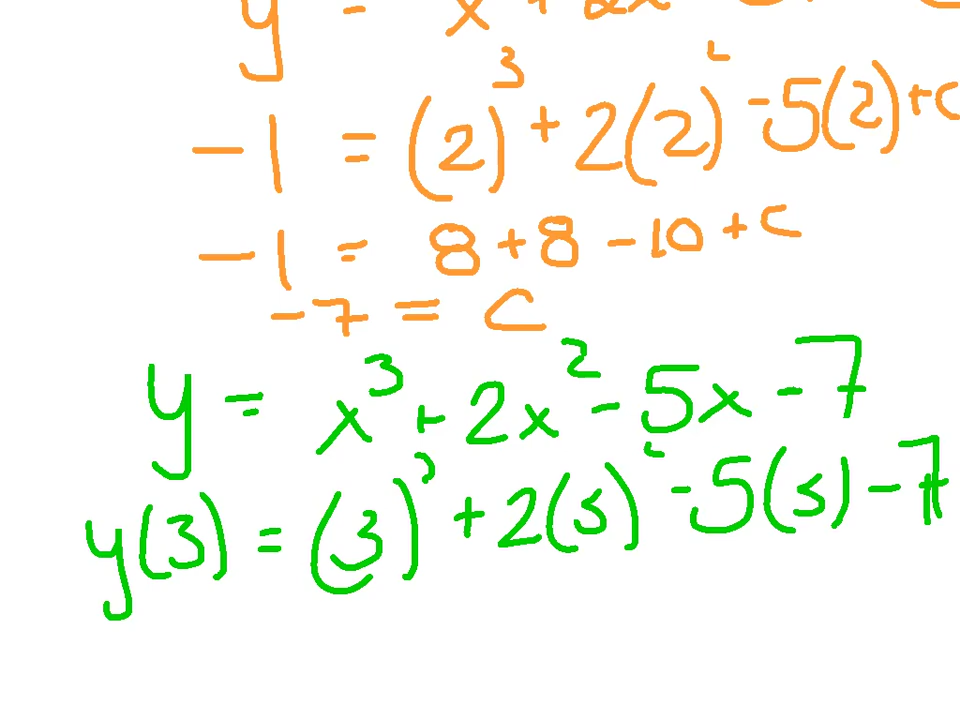 y = x + 2x
-1 = (2)³ + 2(2)² - 5(2) + C
-1 = 8 + 8 - 10 + C
-7 = C
y = x³ + 2x² - 5x - 7
y(3) = (3)³ + 2(3)² - 5(3) - 7